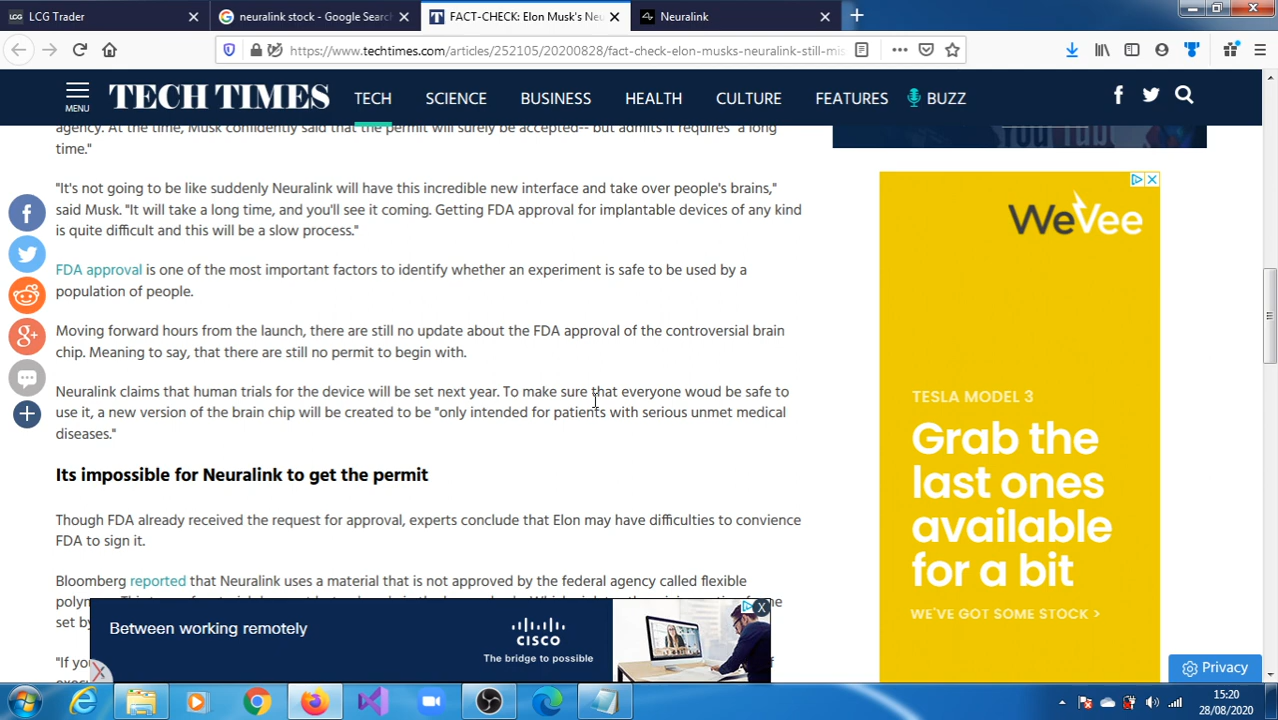 LCG Trader
neuralink stock - Google Searc
FACT-CHECK: Elon Musk's Neu
Neuralink
https://www.techtimes.com/articles/252105/20200828/fact-check-elon-musks-neuralink-still-mis
MENU
TECH TIMES
TECH
SCIENCE
BUSINESS
HEALTH
CULTURE
FEATURES
BUZZ
agency. At the time, Musk confidently said that the permit will surely be accepted-- but admits it requires "a long
time."
"It's not going to be like suddenly Neuralink will have this incredible new interface and take over people's brains,"
said Musk. "It will take a long time, and you'll see it coming. Getting FDA approval for implantable devices of any kind
is quite difficult and this will be a slow process."
FDA approval is one of the most important factors to identify whether an experiment is safe to be used by a
population of people.
Moving forward hours from the launch, there are still no update about the FDA approval of the controversial brain
chip. Meaning to say, that there are still no permit to begin with.
Neuralink claims that human trials for the device will be set next year. To make sure that everyone woud be safe to
use it, a new version of the brain chip will be created to be "only intended for patients with serious unmet medical
diseases."
Its impossible for Neuralink to get the permit
Though FDA already received the request for approval, experts conclude that Elon may have difficulties to convience
FDA to sign it.
Bloomberg reported that Neuralink uses a material that is not approved by the federal agency called flexible
set by
"If you
WeVee
TESLA MODEL 3
Grab the
last ones
available
for a bit
WE'VE GOT SOME STOCK >
Between working remotely
CISCO
The bridge to possible
Privacy
15:20
28/08/2020